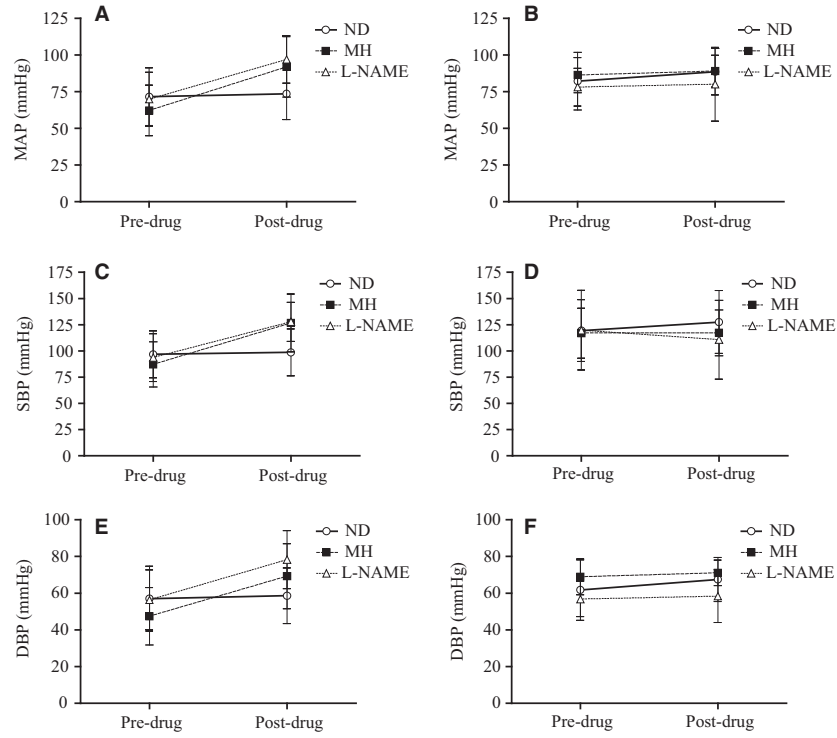 A
MAP (mmHg)
125
100
75
50
25
0
Pre-drug Post-drug
ND
MH
L-NAME
B
MAP (mmHg)
125
100
75
50
25
0
Pre-drug Post-drug
ND
MH
L-NAME
C
SBP (mmHg)
175
150
125
100
75
50
25
0
Pre-drug Post-drug
ND
MH
L-NAME
D
SBP (mmHg)
175
150
125
100
75
50
25
0
Pre-drug Post-drug
ND
MH
L-NAME
E
DBP (mmHg)
100
80
60
40
20
0
Pre-drug Post-drug
ND
MH
L-NAME
F
DBP (mmHg)
100
80
60
40
20
0
Pre-drug Post-drug
ND
MH
L-NAME